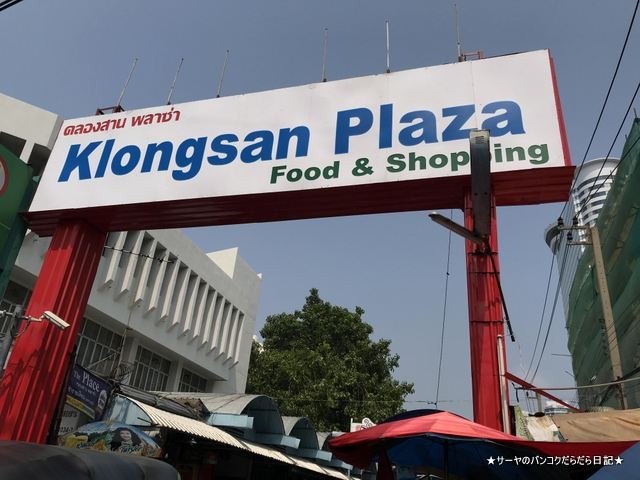 คลองสาน พลาซ่า
Klongsan Plaza
Food & Shopping
The Place
★サーヤのバンコクだらだら日記★